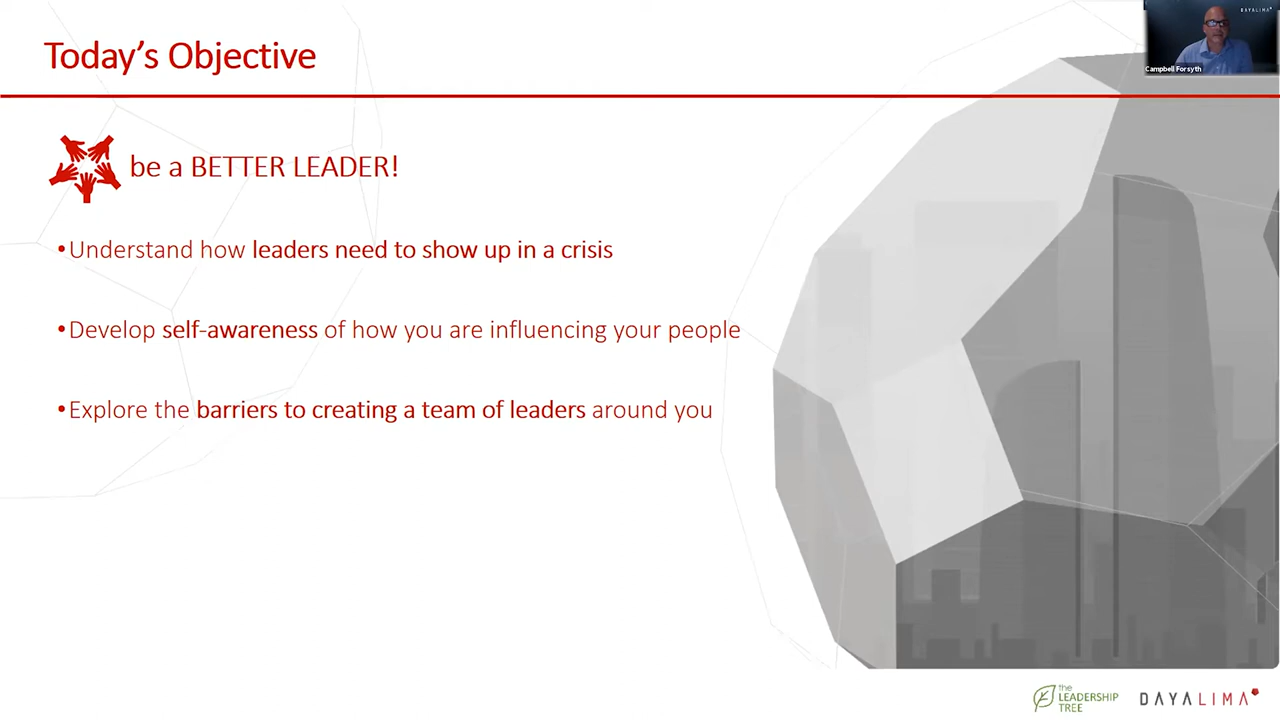 Today's Objective
DAYALIMA
Campbell Forsyth
be a BETTER LEADER!
•Understand how leaders need to show up in a crisis
•Develop self-awareness of how you are influencing your people
•Explore the barriers to creating a team of leaders around you
the
LEADERSHIP
TREE
DAYALIMA